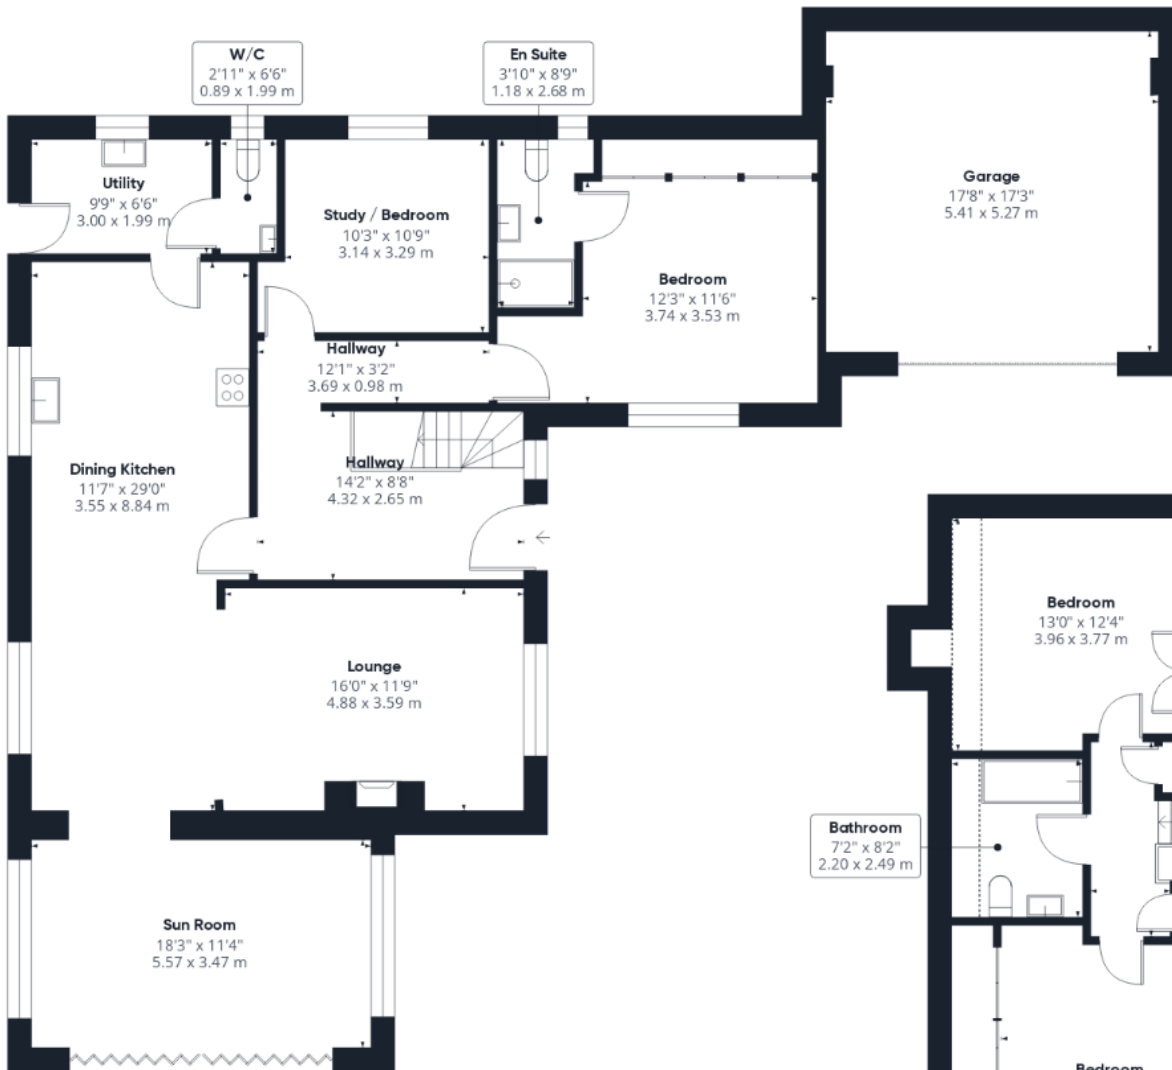 W/C
2'11" x 6'6"
0.89 x 1.99 m
En Suite
3'10" x 8'9"
1.18 x 2.68 m
Utility
9'9" x 6'6"
3.00 x 1.99 m
Study / Bedroom
10'3" x 10'9"
3.14 x 3.29 m
Garage
17'8" x 17'3"
5.41 x 5.27 m
Bedroom
12'3" x 11'6"
3.74 x 3.53 m
Hallway
12'1" x 3'2"
3.69 x 0.98 m
Dining Kitchen
11'7" x 29'0"
3.55 x 8.84 m
Hallway
14'2" x 8'8"
4.32 x 2.65 m
Bedroom
13'0" x 12'4"
3.96 x 3.77 m
Lounge
16'0" x 11'9"
4.88 x 3.59 m
Bathroom
7'2" x 8'2"
2.20 x 2.49 m
Sun Room
18'3" x 11'4"
5.57 x 3.47 m
Bedroom